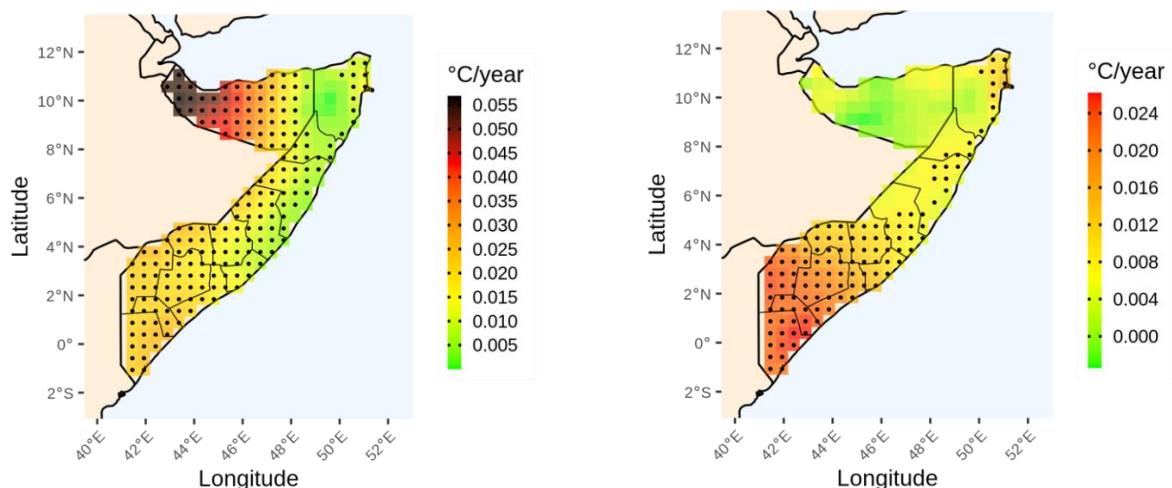 12°N
10°N
8°N
6°N
4°N
2°N
0°
2°S
Latitude
40°E
42°E
44°E
46°E
48°E
50°E
52°E
Longitude
°C/year
0.055
0.050
0.045
0.040
0.035
0.030
0.025
0.020
0.015
0.010
0.005
12°N
10°N
8°N
6°N
4°N
2°N
0°
2°S
Latitude
40°E
42°E
44°E
46°E
48°E
50°E
52°E
Longitude
°C/year
0.024
0.020
0.016
0.012
0.008
0.004
0.000